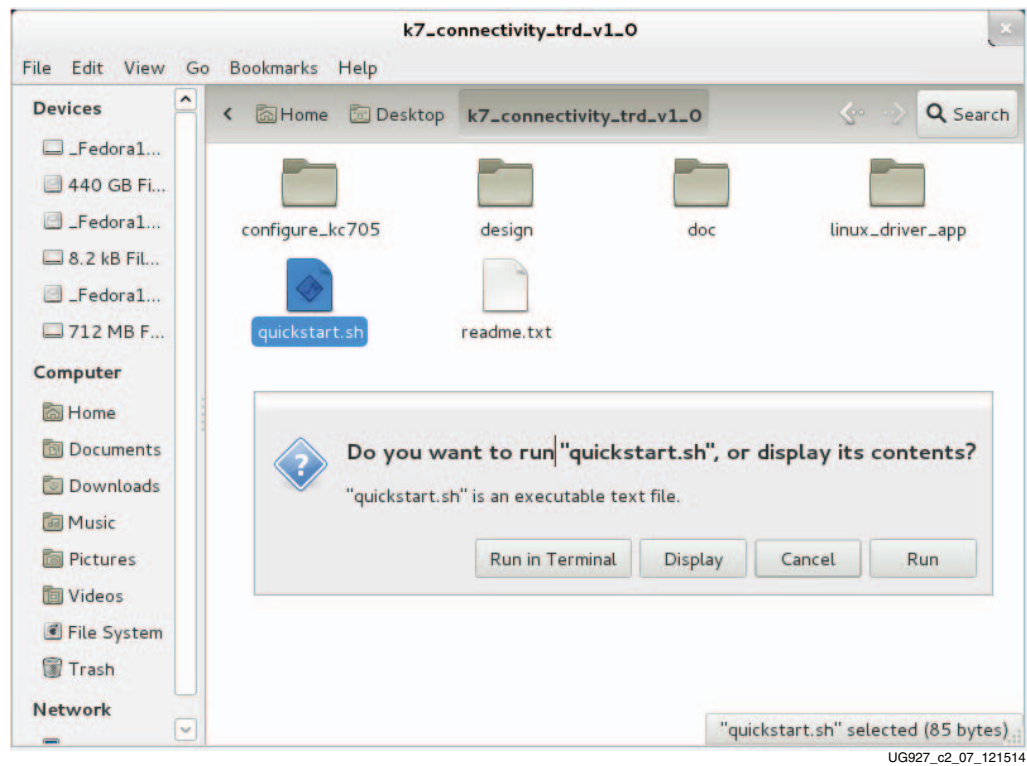 k7_connectivity_trd_v1_0
File Edit View Go Bookmarks Help
Devices
_Fedora1...
440 GB Fi...
_Fedora1...
8.2 kB Fil...
_Fedora1...
712 MB F...
Computer
Home
Documents
Downloads
Music
Pictures
Videos
File System
Trash
Network
Home Desktop k7_connectivity_trd_v1_0 Search
configure_kc705 design doc linux_driver_app
quickstart.sh readme.txt
Do you want to run "quickstart.sh", or display its contents?
"quickstart.sh" is an executable text file.
Run in Terminal Display Cancel Run
"quickstart.sh" selected (85 bytes)
UG927_c2_07_121514